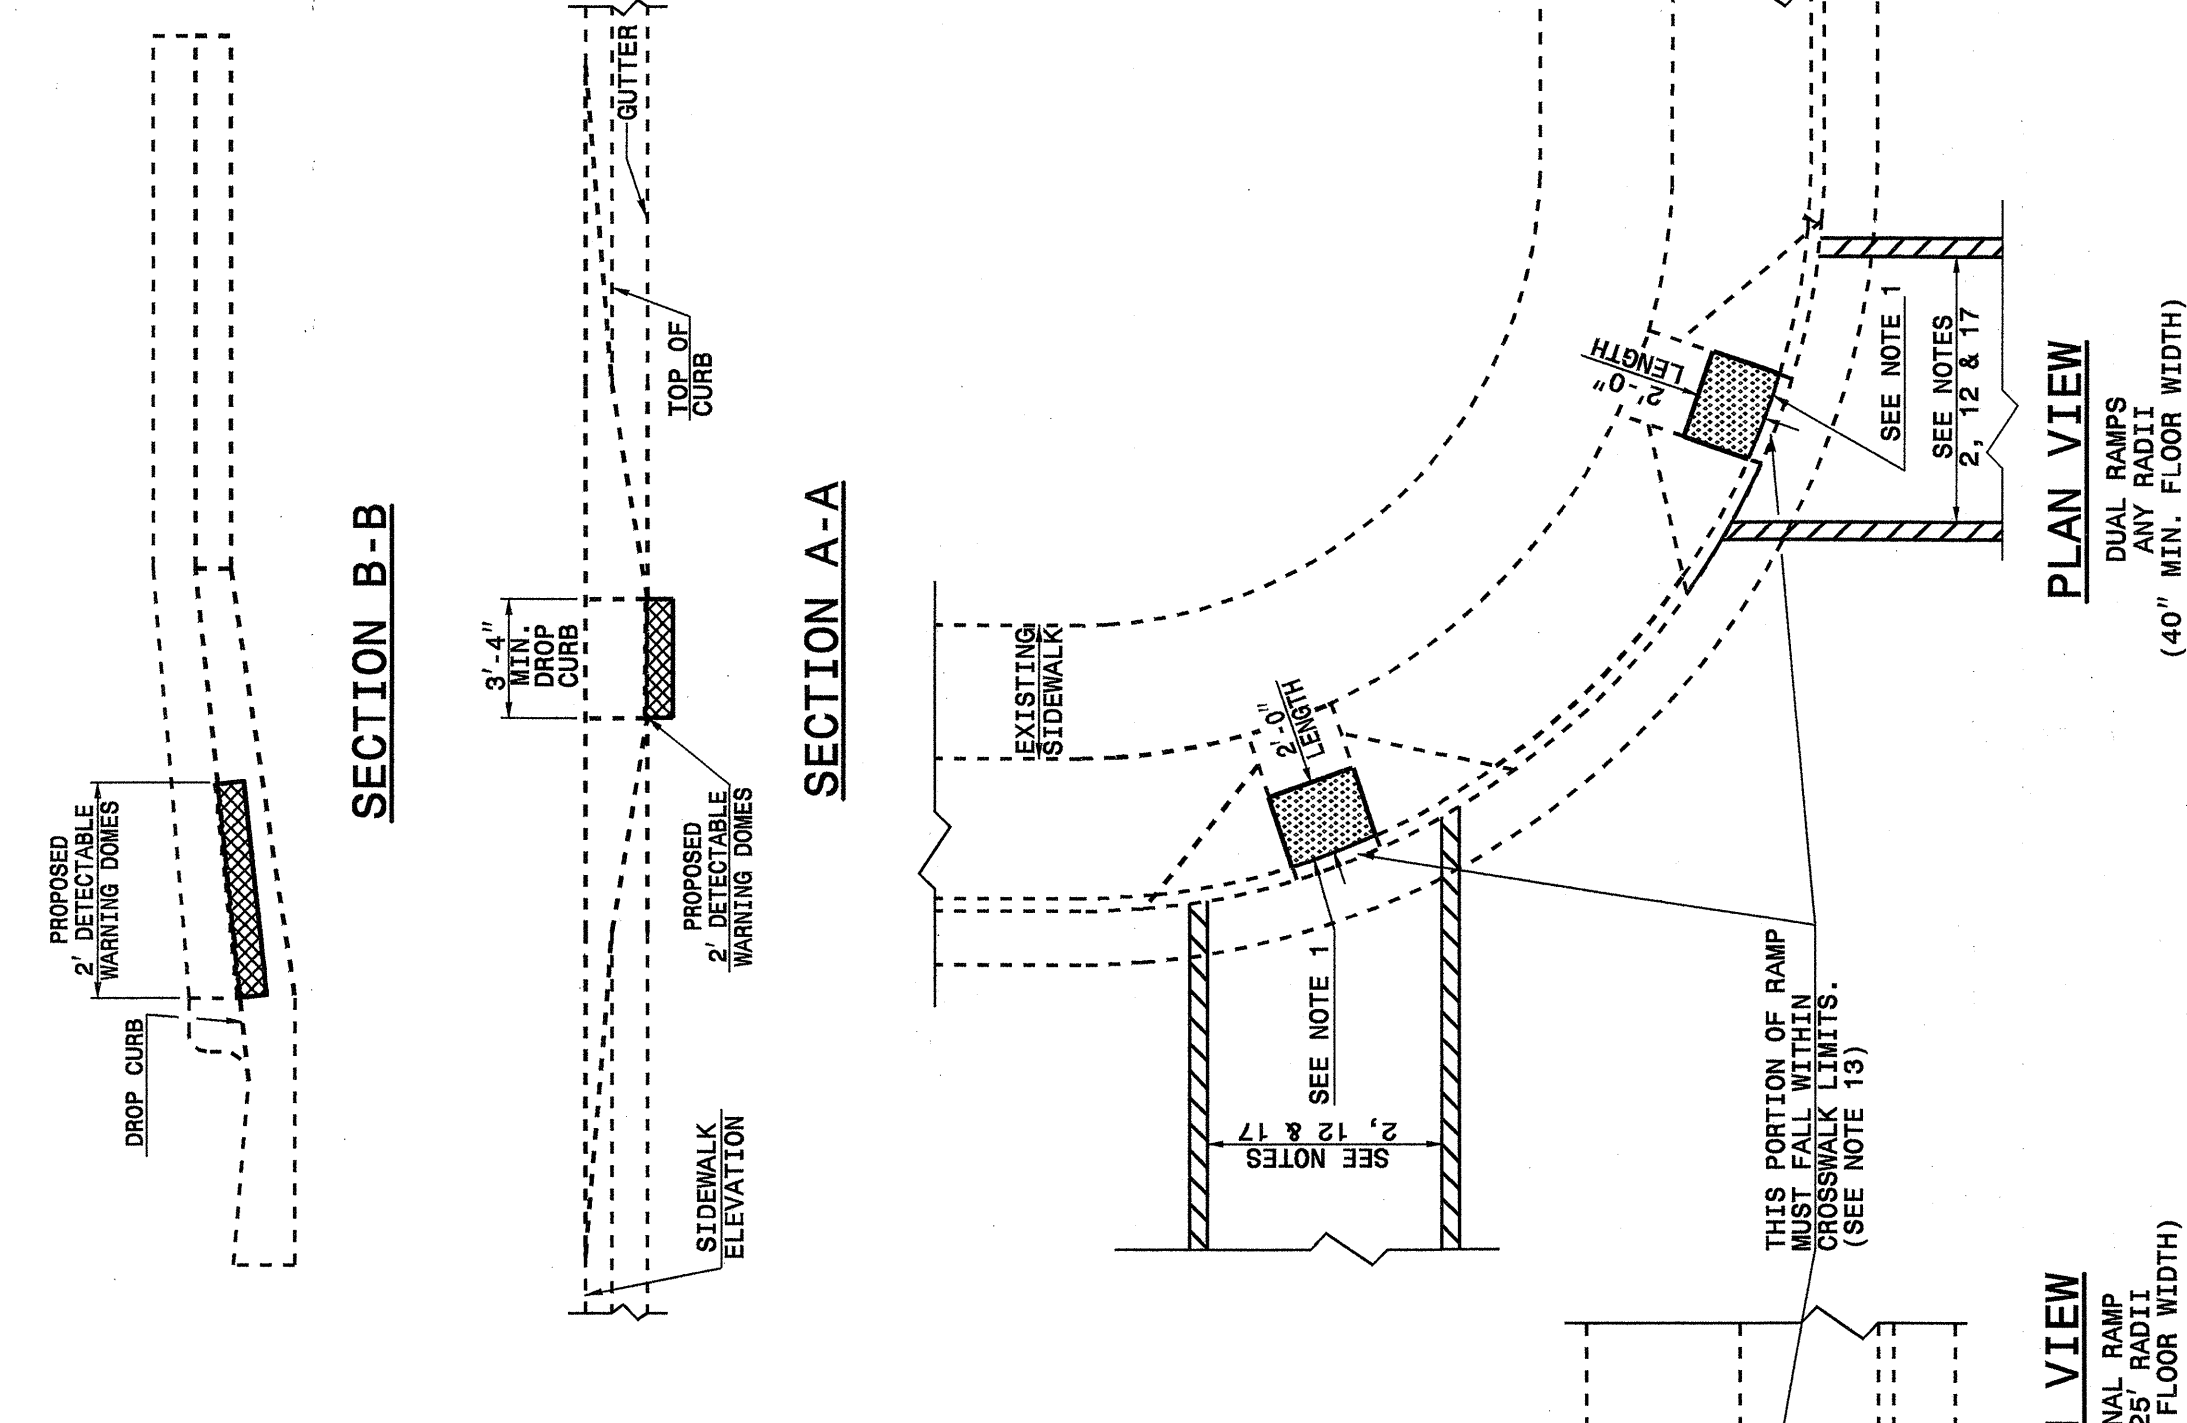 PROPOSED
2' DETECTABLE
WARNING DOMES
DROP CURB
SECTION B-B
3'-4"
MIN.
DROP
CURB
GUTTER
TOP OF
CURB
PROPOSED
2' DETECTABLE
WARNING DOMES
SIDEWALK
ELEVATION
SECTION A-A
EXISTING
SIDEWALK
2'-0"
LENGTH
SEE NOTE 1
SEE NOTES
2, 12 & 17
2'-0"
LENGTH
SEE NOTE 1
SEE NOTES
2, 12 & 17
THIS PORTION OF RAMP
MUST FALL WITHIN
CROSSWALK LIMITS.
(SEE NOTE 13)
PLAN VIEW
DUAL RAMPS
ANY RADII
(40" MIN. FLOOR WIDTH)
VIEW
NAL RAMP
25' RADII
FLOOR WIDTH)